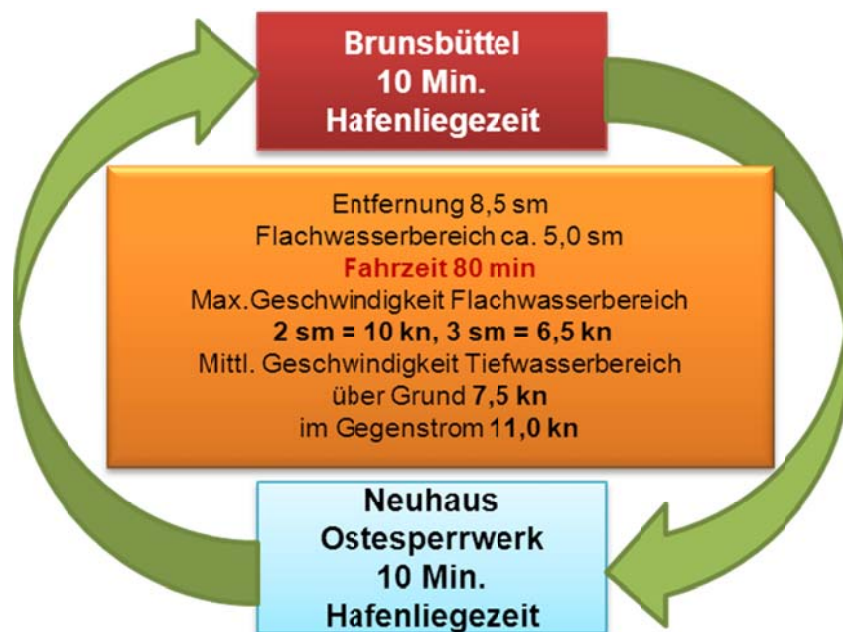 Brunsbüttel
10 Min.
Hafenliegezeit
Entfernung 8,5 sm
Flachwasserbereich ca. 5,0 sm
Fahrzeit 80 min
Max.Geschwindigkeit Flachwasserbereich
2 sm = 10 kn, 3 sm = 6,5 kn
Mittl. Geschwindigkeit Tiefwasserbereich
über Grund 7,5 kn
im Gegenstrom 11,0 kn
Neuhaus
Ostesperrwerk
10 Min.
Hafenliegezeit